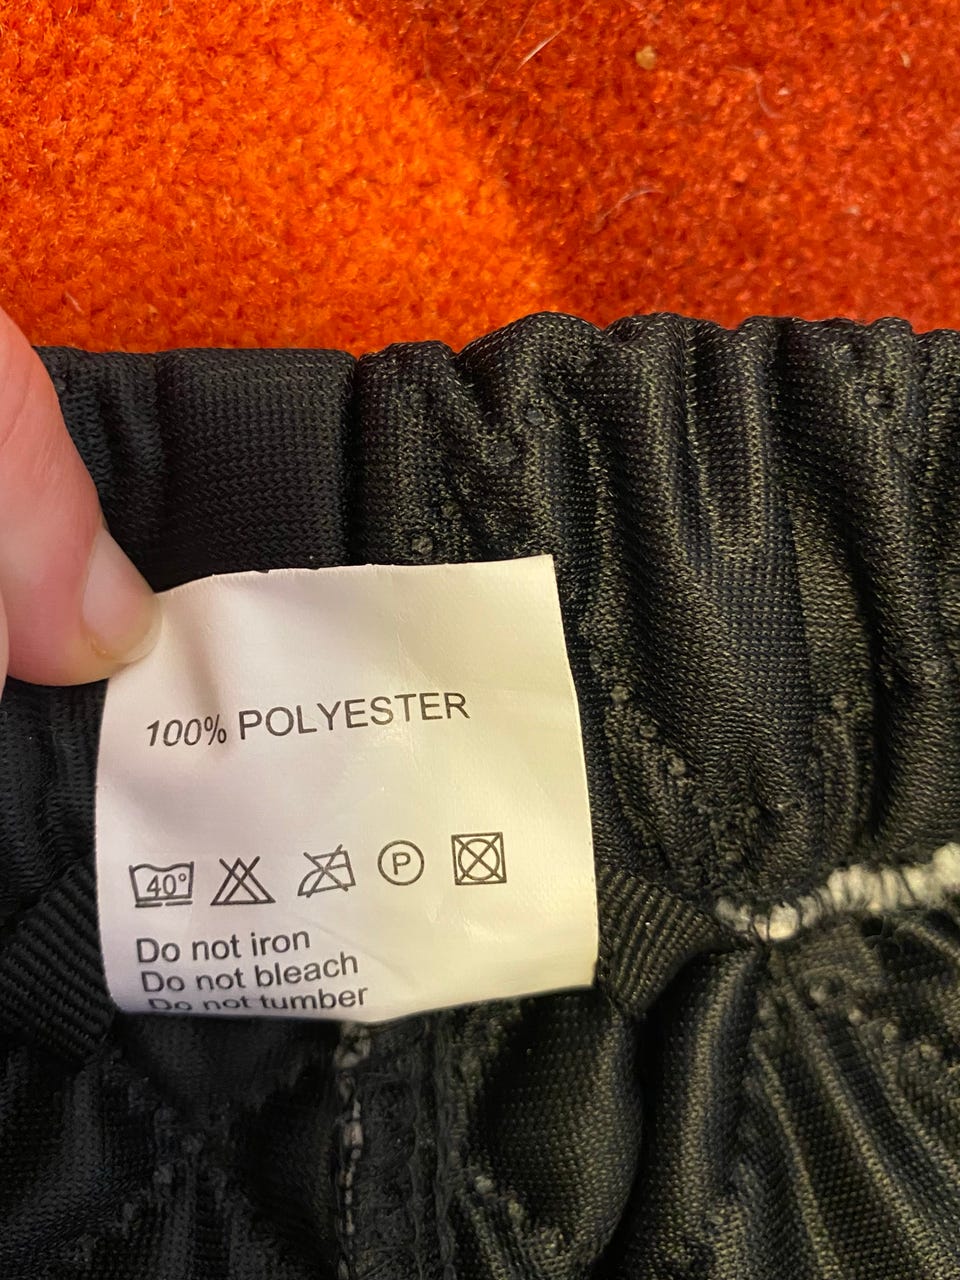 100% POLYESTER
40°
P
Do not iron
Do not bleach
Do not tumber